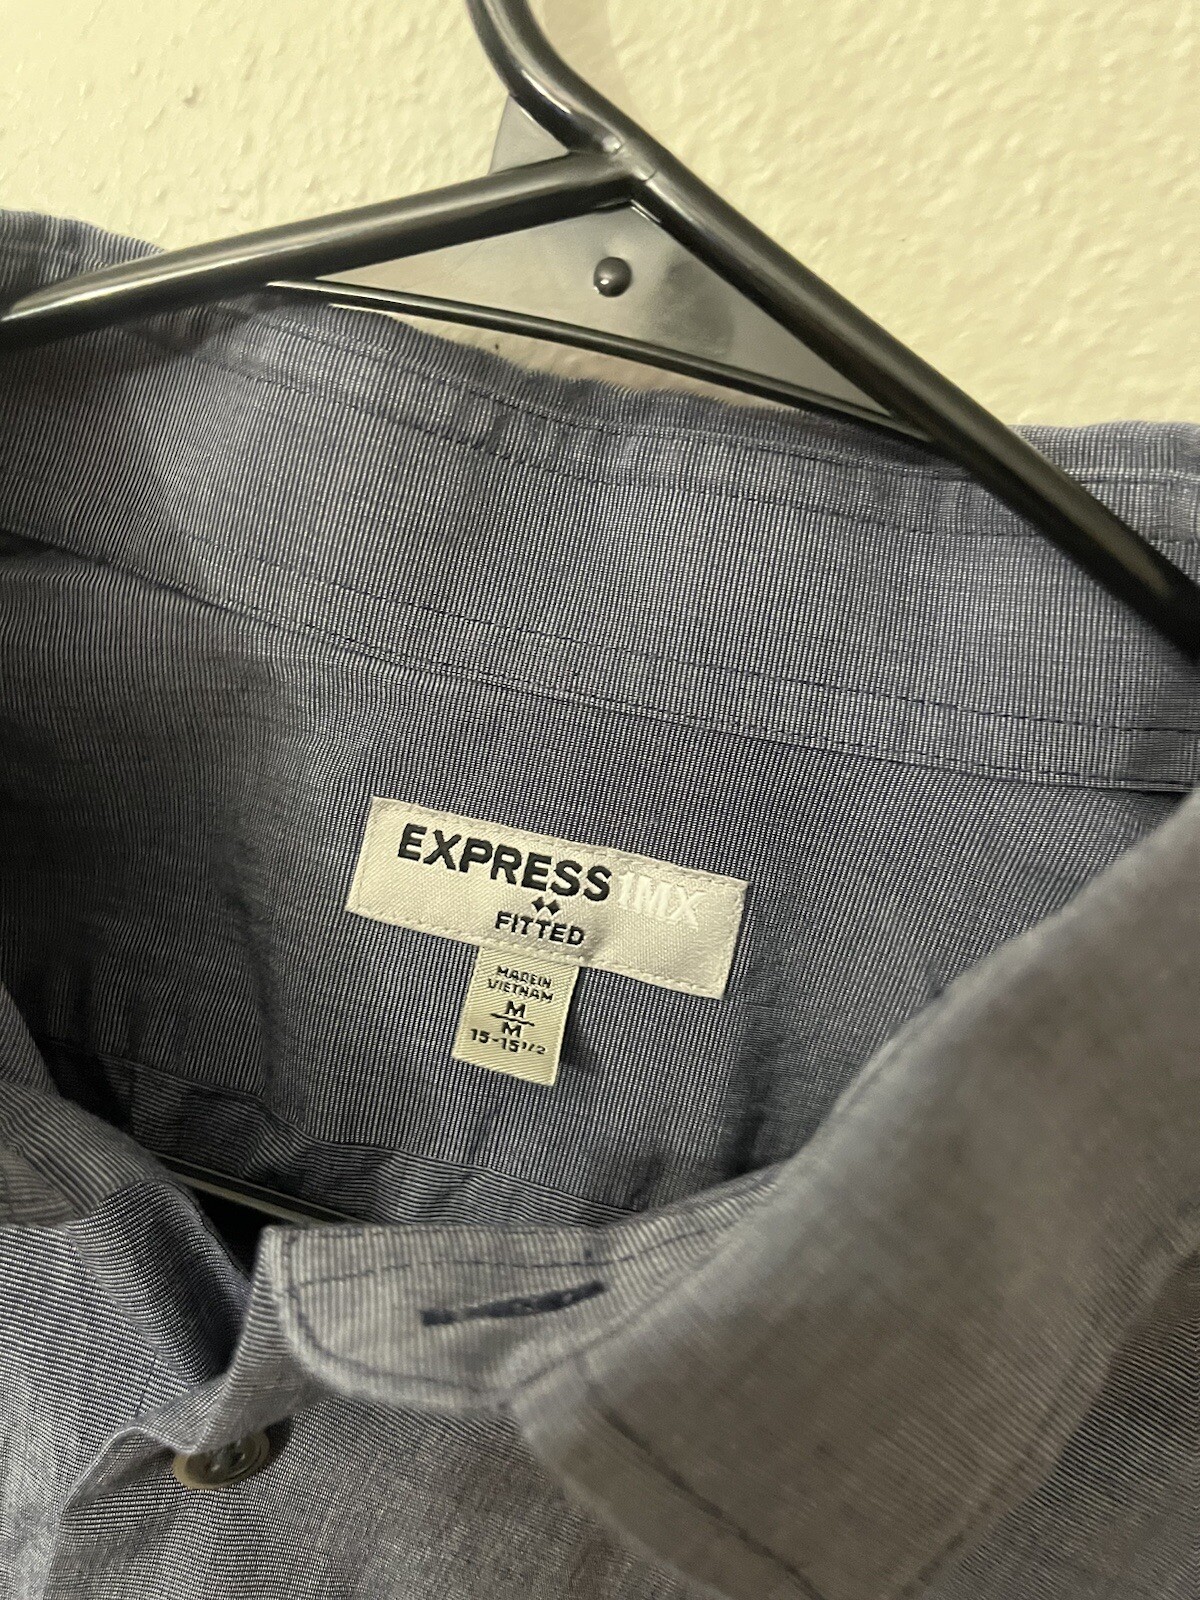 EXPRESS 1MX
FITTED
MADE IN
VIETNAM
M
M
15-15 1/2